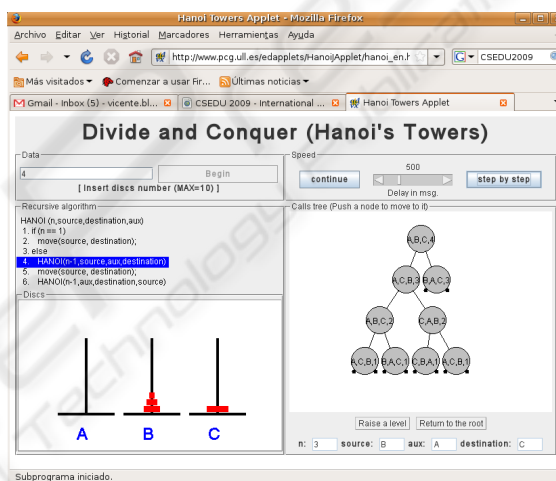 Hanoi Towers Applet - Mozilla Firefox
Archivo Editar Ver Historial Marcadores Herramientas Ayuda
http://www.pcg.ull.es/edapplets/HanoijApplet/hanoi_en.h
CSEDU2009
Más visitados
Comenzar a usar Fir...
Últimas noticias
Gmail - Inbox (5) - vicente.bl...
CSEDU 2009 - International ...
Hanoi Towers Applet
Divide and Conquer (Hanoi's Towers)
Data
4
Begin
[ Insert discs number (MAX=10) ]
Speed
500
continue
step by step
Delay in msg.
Recursive algorithm
HANOI (n,source,destination,aux)
1. if (n == 1)
2. move(source, destination);
3. else
4. HANOI(n-1,source,aux,destination)
5. move(source, destination);
6. HANOI(n-1,aux,destination,source)
Discs
A B C
Calls tree (Push a node to move to it)
A,B,C,4
A,C,B,3 B,A,C,3
A,B,C,2 C,A,B,2
A,C,B,1 B,A,C,1 C,B,A,1 A,C,B,1
Raise a level
Return to the root
n: 3 source: B aux: A destination: C
Subprograma iniciado.